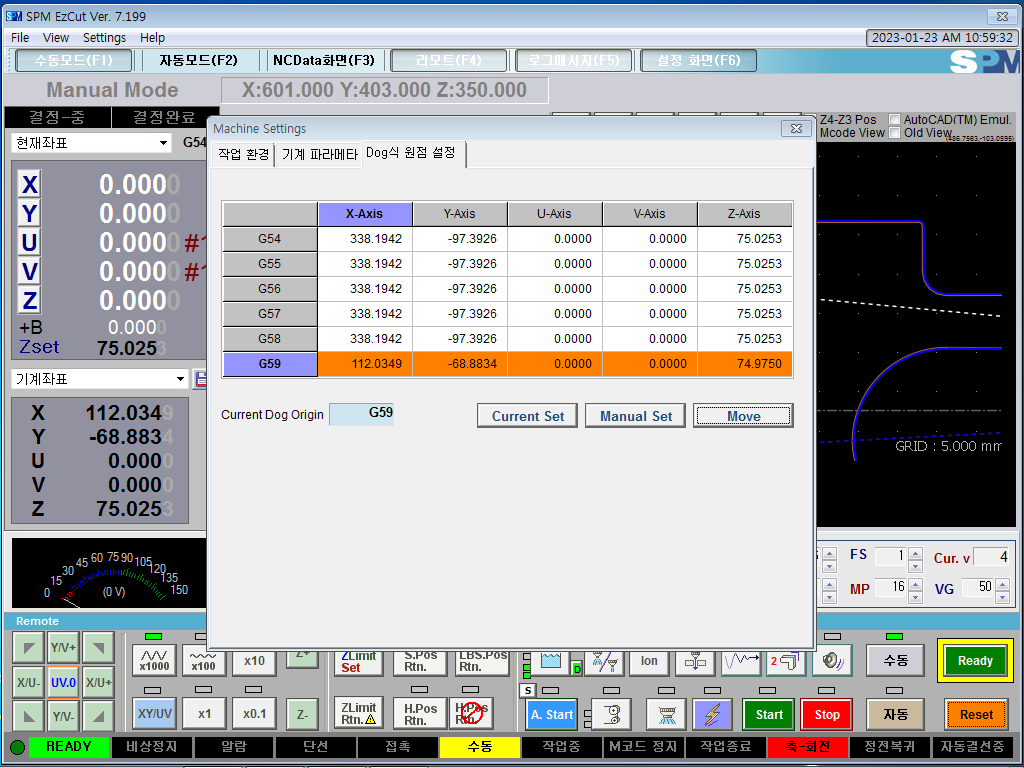 SPM EzCut Ver. 7.199
File View Settings Help
2023-01-23 AM 10:59:32
수동모드(F1) 자동모드(F2) NCData화면(F3) 리모트(F4) 로그메시지(F5) 설정 화면(F6) SPM
Manual Mode
X:601.000 Y:403.000 Z:350.000
결정-중 결정완료
현재좌표 G54
Z4-Z3 Pos AutoCAD(TM) Emul.
Mcode View Old View
(486.7563,-103.0595)
X 0.0000
Y 0.0000
U 0.0000
V 0.0000
Z 0.0000
+B 0.0000
Zset 75.0253
기계좌표
X 112.0349
Y -68.8834
U 0.0000
V 0.0000
Z 75.0253
Machine Settings
작업 환경 기계 파라메타 Dog식 원점 설정
X-Axis Y-Axis U-Axis V-Axis Z-Axis
G54 338.1942 -97.3926 0.0000 0.0000 75.0253
G55 338.1942 -97.3926 0.0000 0.0000 75.0253
G56 338.1942 -97.3926 0.0000 0.0000 75.0253
G57 338.1942 -97.3926 0.0000 0.0000 75.0253
G58 338.1942 -97.3926 0.0000 0.0000 75.0253
G59 112.0349 -68.8834 0.0000 0.0000 74.9750
Current Dog Origin G59
Current Set Manual Set Move
GRID : 5.000 mm
0 15 30 45 60 75 90 105 120 135 150
(0 V)
FS 1 Cur. v 4
MP 16 VG 50
Remote
Y/V+
X/U- UV.0 X/U+
Y/V-
x1000 x100 x10 Z+
XY/UV x1 x0.1 Z-
ZLimit Set S.Pos Rtn. LBS.Pos Rtn.
ZLimit Rtn. H.Pos Rtn. H.Pos Rtn.
D Ion 2 수동 Ready
S A. Start Start Stop 자동 Reset
READY 비상정지 알람 단선 접촉 수동 작업중 M코드 정지 작업종료 축-회전 정전복귀 자동결선중